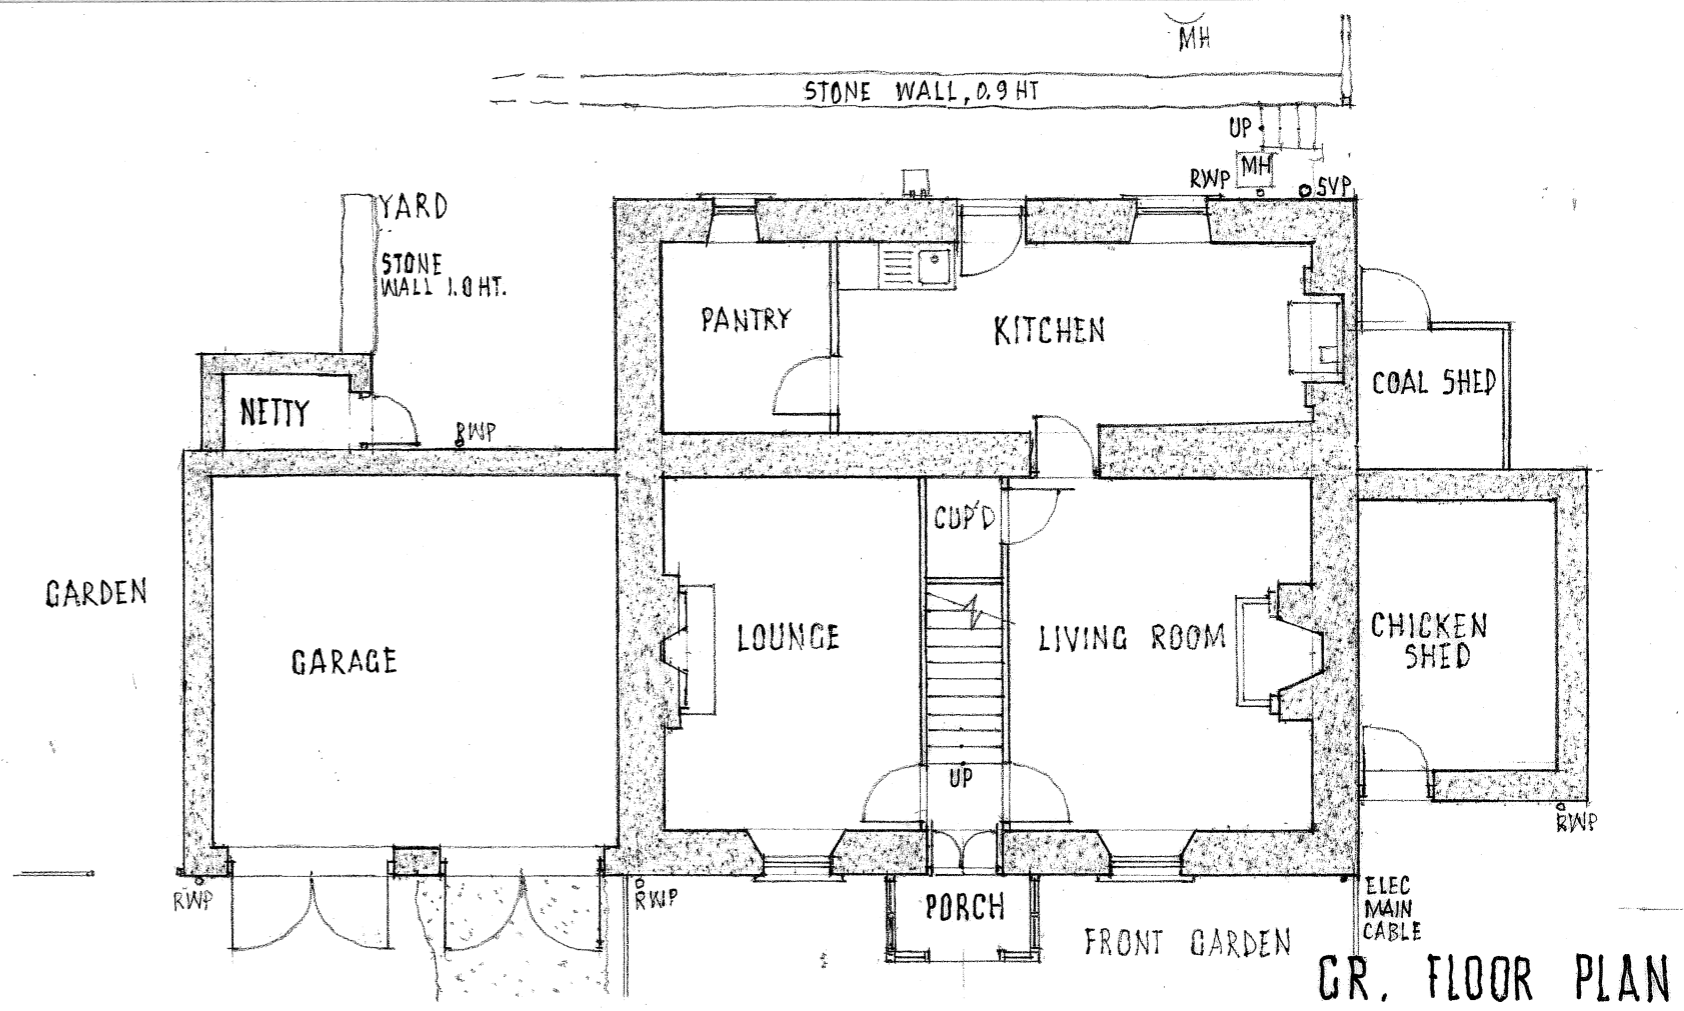 MH
STONE WALL, 0.9 HT
UP
MH
RWP
SVP
YARD
STONE
WALL 1.0 HT.
PANTRY
KITCHEN
COAL SHED
NETTY
RWP
CUP'D
GARDEN
GARAGE
LOUNGE
LIVING ROOM
CHICKEN
SHED
UP
RWP
RWP
RWP
PORCH
ELEC
MAIN
CABLE
FRONT GARDEN
GR. FLOOR PLAN